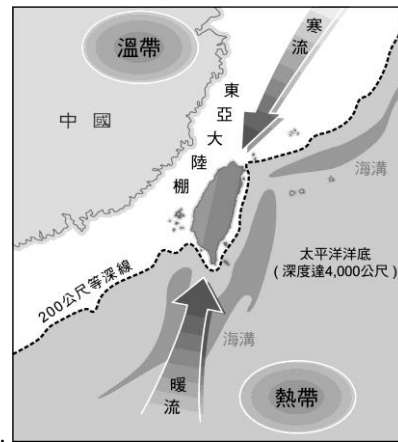 溫帶
寒流
中國
東亞大陸棚
海溝
太平洋洋底
(深度達4,000公尺)
200公尺等深線
海溝
暖流
熱帶